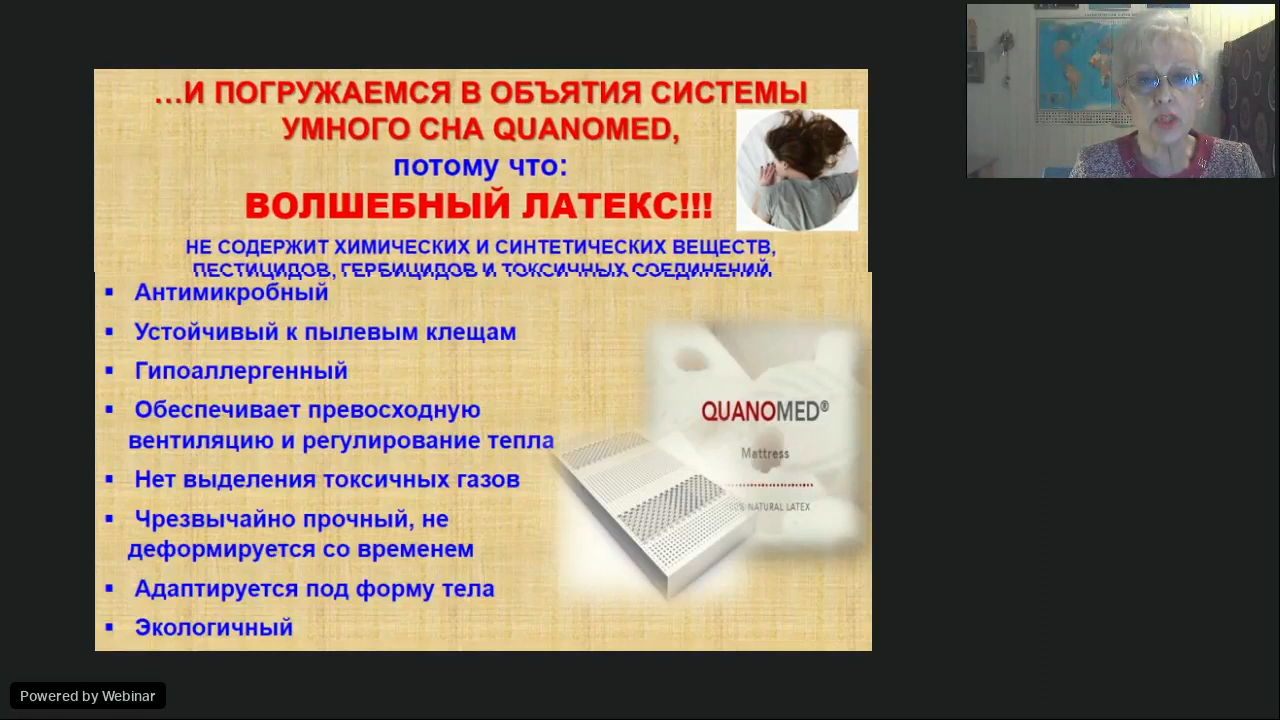 …И ПОГРУЖАЕМСЯ В ОБЪЯТИЯ СИСТЕМЫ
УМНОГО СНА QUANOMED,
потому что:
ВОЛШЕБНЫЙ ЛАТЕКС!!!
НЕ СОДЕРЖИТ ХИМИЧЕСКИХ И СИНТЕТИЧЕСКИХ ВЕЩЕСТВ,
ПЕСТИЦИДОВ, ГЕРБИЦИДОВ И ТОКСИЧНЫХ СОЕДИНЕНИЙ
▪ Антимикробный
▪ Устойчивый к пылевым клещам
▪ Гипоаллергенный
▪ Обеспечивает превосходную
вентиляцию и регулирование тепла
▪ Нет выделения токсичных газов
▪ Чрезвычайно прочный, не
деформируется со временем
▪ Адаптируется под форму тела
▪ Экологичный
QUANOMED®
Mattress
NATURAL LATEX
Powered by Webinar